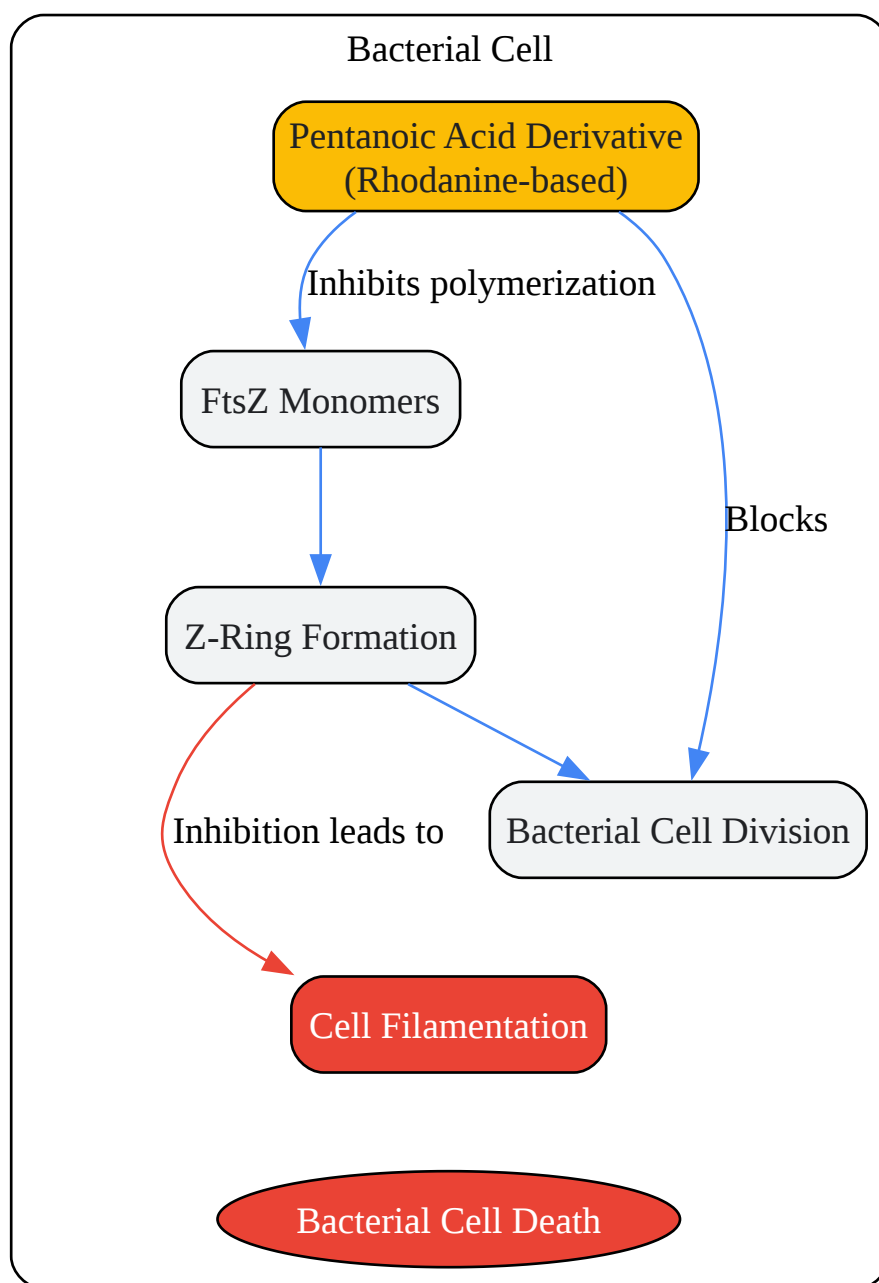 Bacterial Cell
Pentanoic Acid Derivative
(Rhodanine-based)
Inhibits polymerization
FtsZ Monomers
Blocks
Z-Ring Formation
Inhibition leads to
Bacterial Cell Division
Cell Filamentation
Bacterial Cell Death